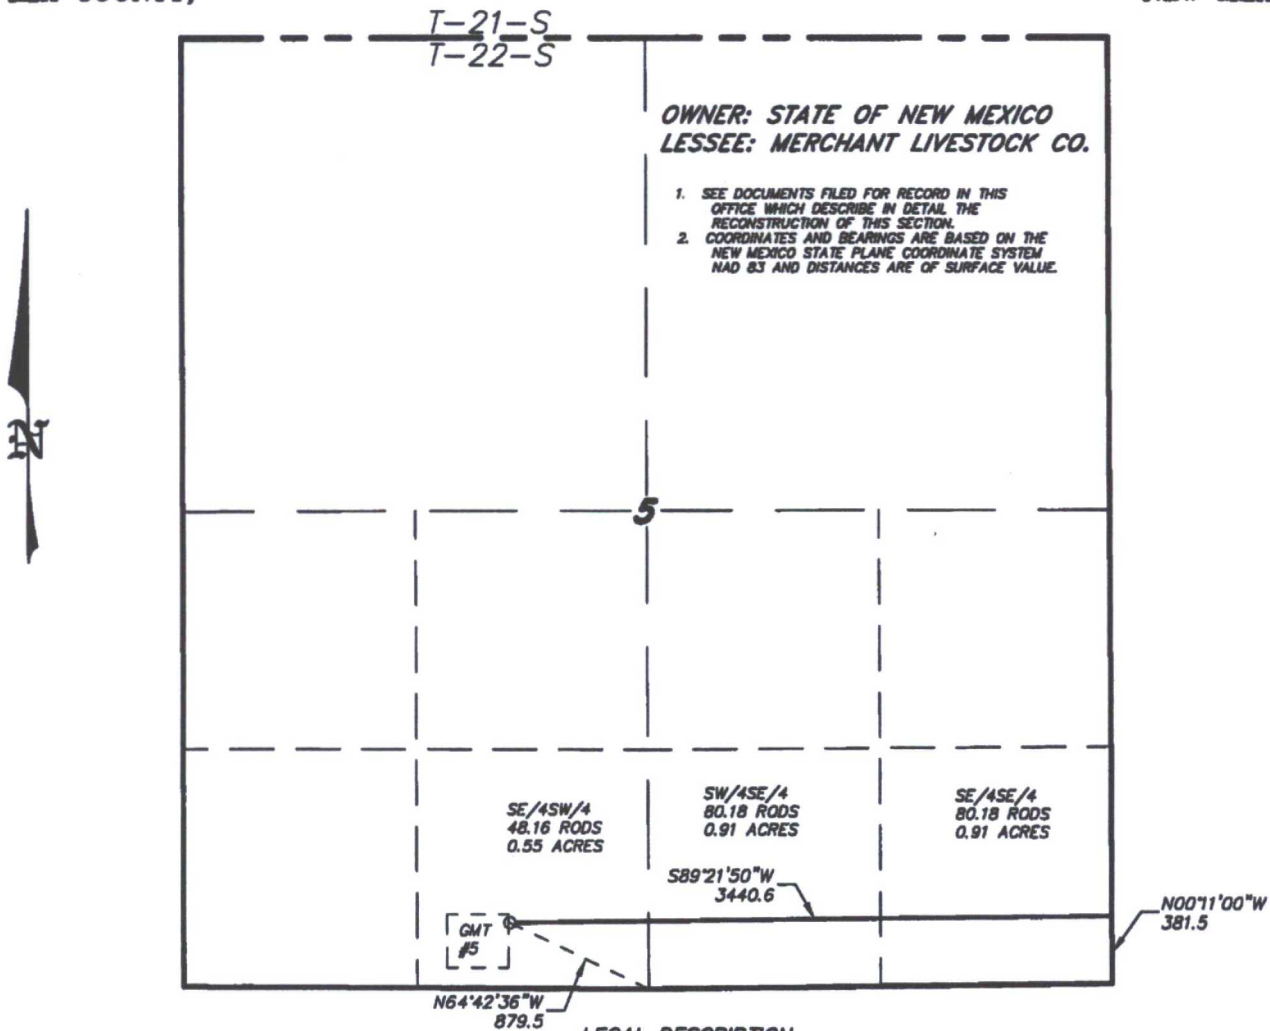 T-21-S
T-22-S
OWNER: STATE OF NEW MEXICO
LESSEE: MERCHANT LIVESTOCK CO.
1. SEE DOCUMENTS FILED FOR RECORD IN THIS
OFFICE WHICH DESCRIBE IN DETAIL THE
RECONSTRUCTION OF THIS SECTION.
2. COORDINATES AND BEARINGS ARE BASED ON THE
NEW MEXICO STATE PLANE COORDINATE SYSTEM
NAD 83 AND DISTANCES ARE OF SURFACE VALUE.
N
5
SE/4SW/4
48.16 RODS
0.55 ACRES
SW/4SE/4
80.18 RODS
0.91 ACRES
SE/4SE/4
80.18 RODS
0.91 ACRES
S89°21'50"W
3440.6
N00°11'00"W
381.5
GMT
#5
N64°42'36"W
879.5
LEGAL DESCRIPTION